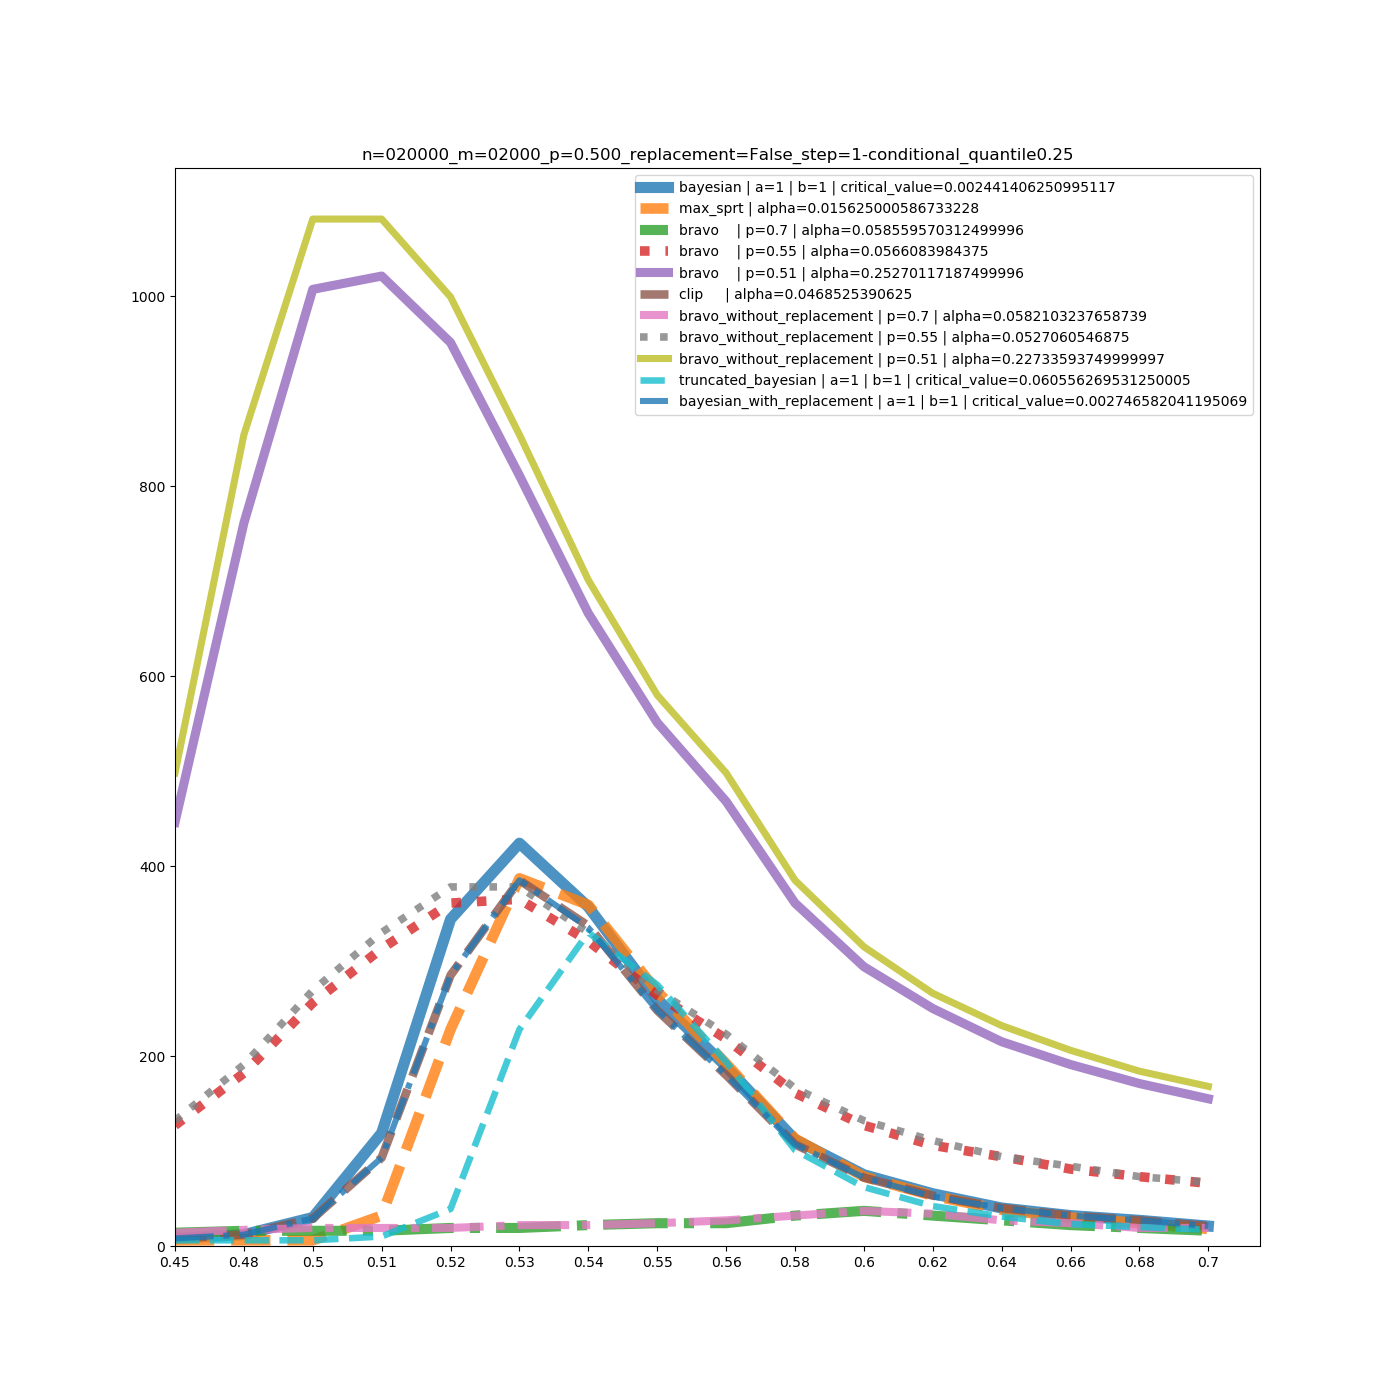 n=020000_m=02000_p=0.500_replacement=False_step=1-conditional_quantile0.25
bayesian | a=1 | b=1 | critical_value=0.002441406250995117
max_sprt | alpha=0.015625000586733228
bravo | p=0.7 | alpha=0.058559570312499996
bravo | p=0.55 | alpha=0.0566083984375
bravo | p=0.51 | alpha=0.25270117187499996
clip | alpha=0.0468525390625
bravo_without_replacement | p=0.7 | alpha=0.0582103237658739
bravo_without_replacement | p=0.55 | alpha=0.0527060546875
bravo_without_replacement | p=0.51 | alpha=0.22733593749999997
truncated_bayesian | a=1 | b=1 | critical_value=0.060556269531250005
bayesian_with_replacement | a=1 | b=1 | critical_value=0.002746582041195069
1000
800
600
400
200
0
0.45 0.48 0.5 0.51 0.52 0.53 0.54 0.55 0.56 0.58 0.6 0.62 0.64 0.66 0.68 0.7